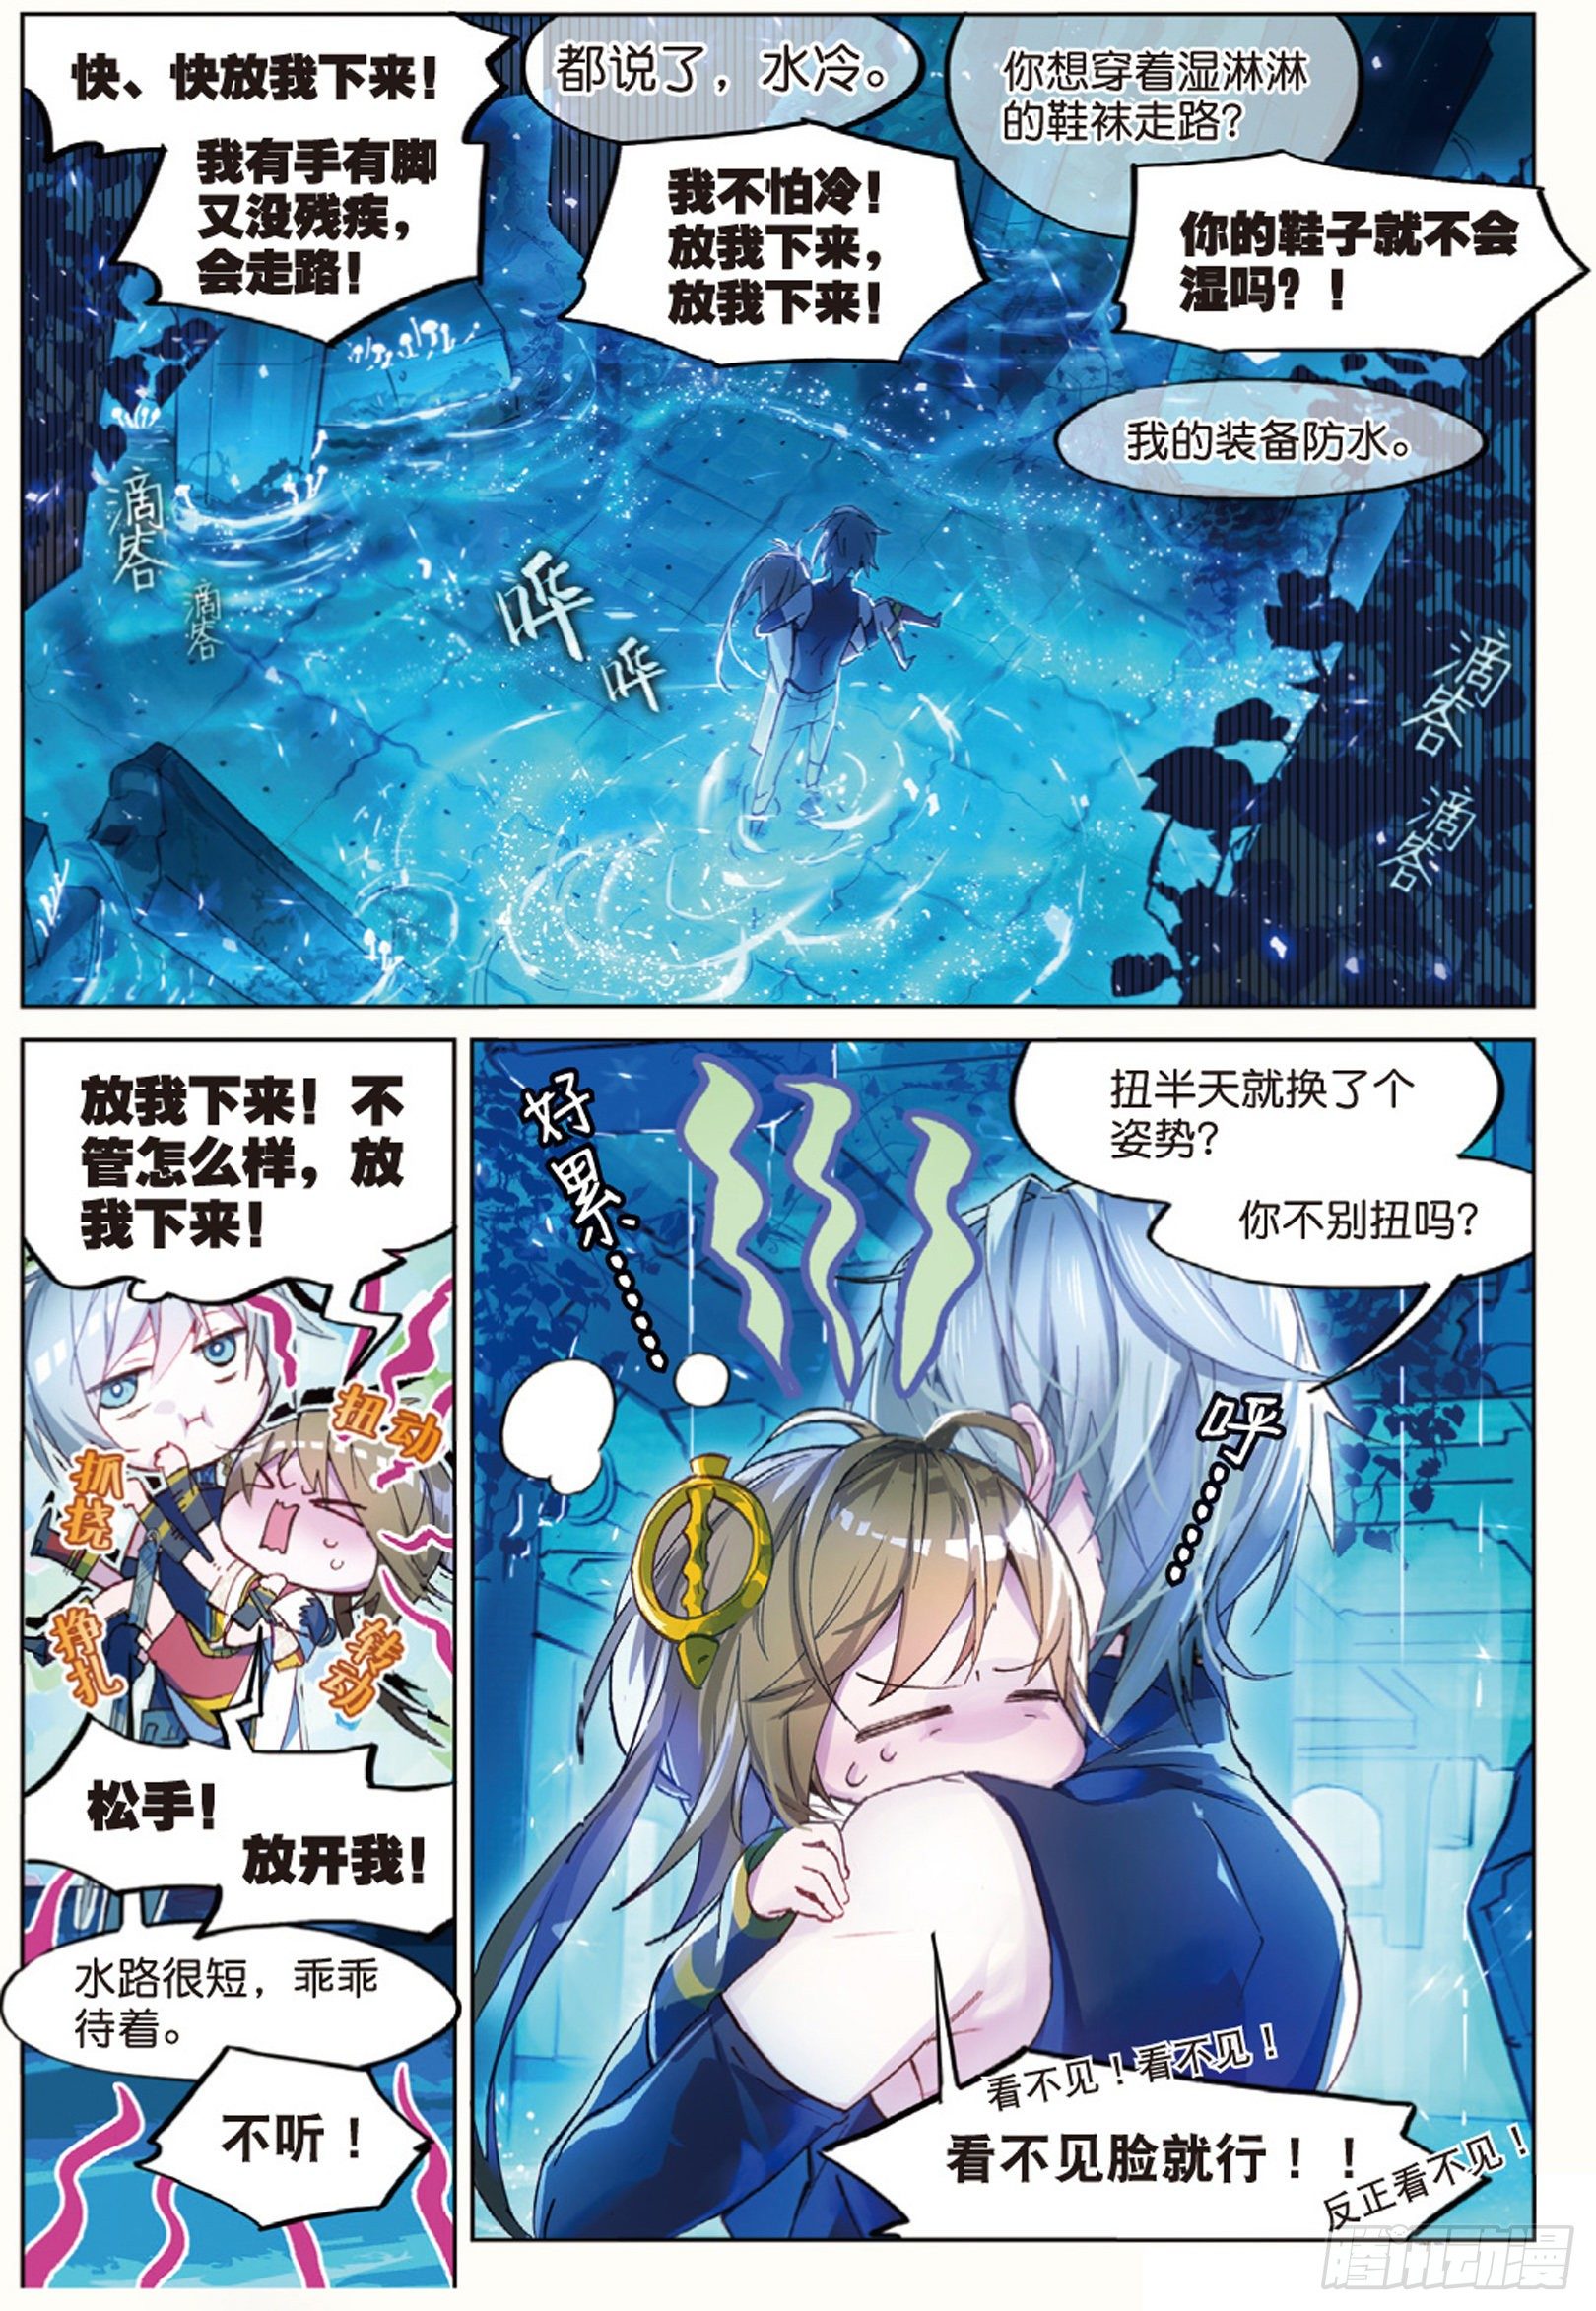 快、快放我下来！
我有手有脚
又没残疾，
会走路！
都说了，水冷。
我不怕冷！
放我下来，
放我下来！
你想穿着湿淋淋
的鞋袜走路？
你的鞋子就不会
湿吗？！
我的装备防水。
滴答
滴答
哗
哗
滴答
滴答
放我下来！不
管怎么样，放
我下来！
扭动
抓挠
挣扎
转动
松手！
放开我！
水路很短，乖乖
待着。
不听！
好累……
扭半天就换了个
姿势？
你不别扭吗？
呼……
看不见！看不见！
看不见脸就行！！
反正看不见！
腾讯动漫